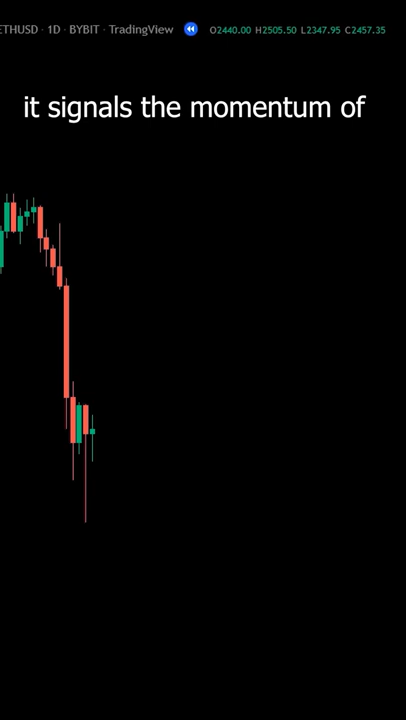 ETHUSD · 1D · BYBIT · TradingView O2440.00 H2505.50 L2347.95 C2457.35
it signals the momentum of